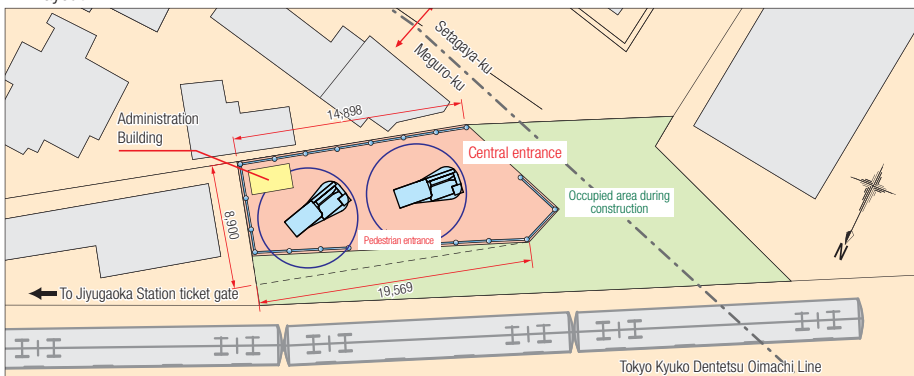 Setagaya-ku
Meguro-ku
14,898
Administration
Building
Central entrance
Occupied area during
construction
8,900
Pedestrian entrance
N
To Jiyugaoka Station ticket gate
19,569
Tokyo Kyuko Dentetsu Oimachi Line